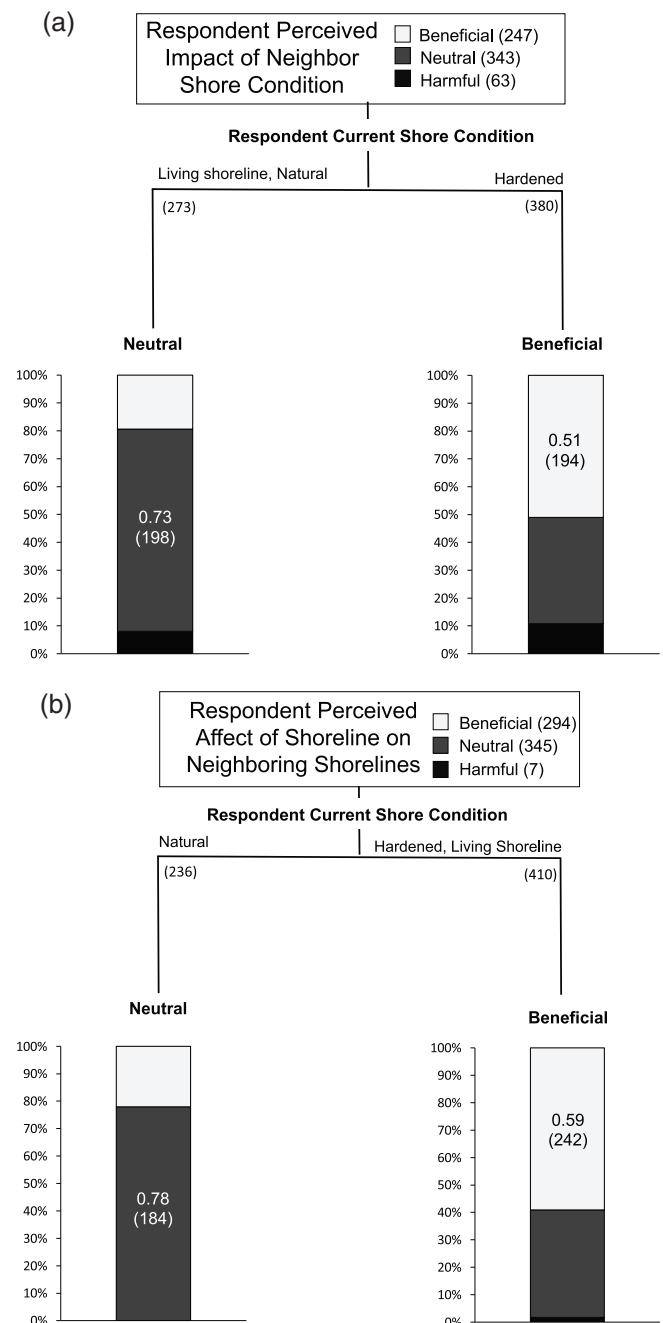 (a)
Respondent Perceived
Impact of Neighbor
Shore Condition
Beneficial (247)
Neutral (343)
Harmful (63)
Respondent Current Shore Condition
Living shoreline, Natural
Hardened
(273)
(380)
Neutral
Beneficial
100%
90%
80%
70%
60%
50%
40%
30%
20%
10%
0%
0.73
(198)
100%
90%
80%
70%
60%
50%
40%
30%
20%
10%
0%
0.51
(194)
(b)
Respondent Perceived
Affect of Shoreline on
Neighboring Shorelines
Beneficial (294)
Neutral (345)
Harmful (7)
Respondent Current Shore Condition
Natural
Hardened, Living Shoreline
(236)
(410)
Neutral
Beneficial
100%
90%
80%
70%
60%
50%
40%
30%
20%
10%
0%
0.78
(184)
100%
90%
80%
70%
60%
50%
40%
30%
20%
10%
0%
0.59
(242)